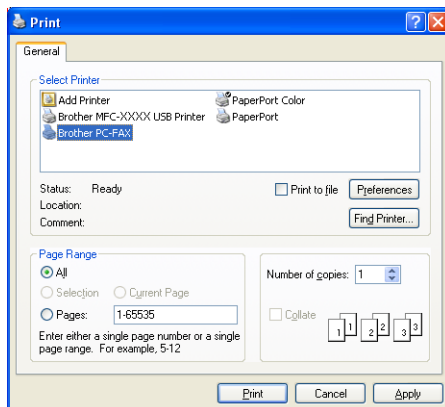 Print
General
Select Printer
Add Printer
PaperPort Color
Brother MFC-XXXX USB Printer
PaperPort
Brother PC-FAX
Status: Ready
Print to file
Preferences
Location:
Comment:
Find Printer...
Page Range
All
Selection
Current Page
Pages: 1-65535
Enter either a single page number or a single
page range. For example, 5-12
Number of copies: 1
Collate
1 1 2 2 3 3
Print
Cancel
Apply